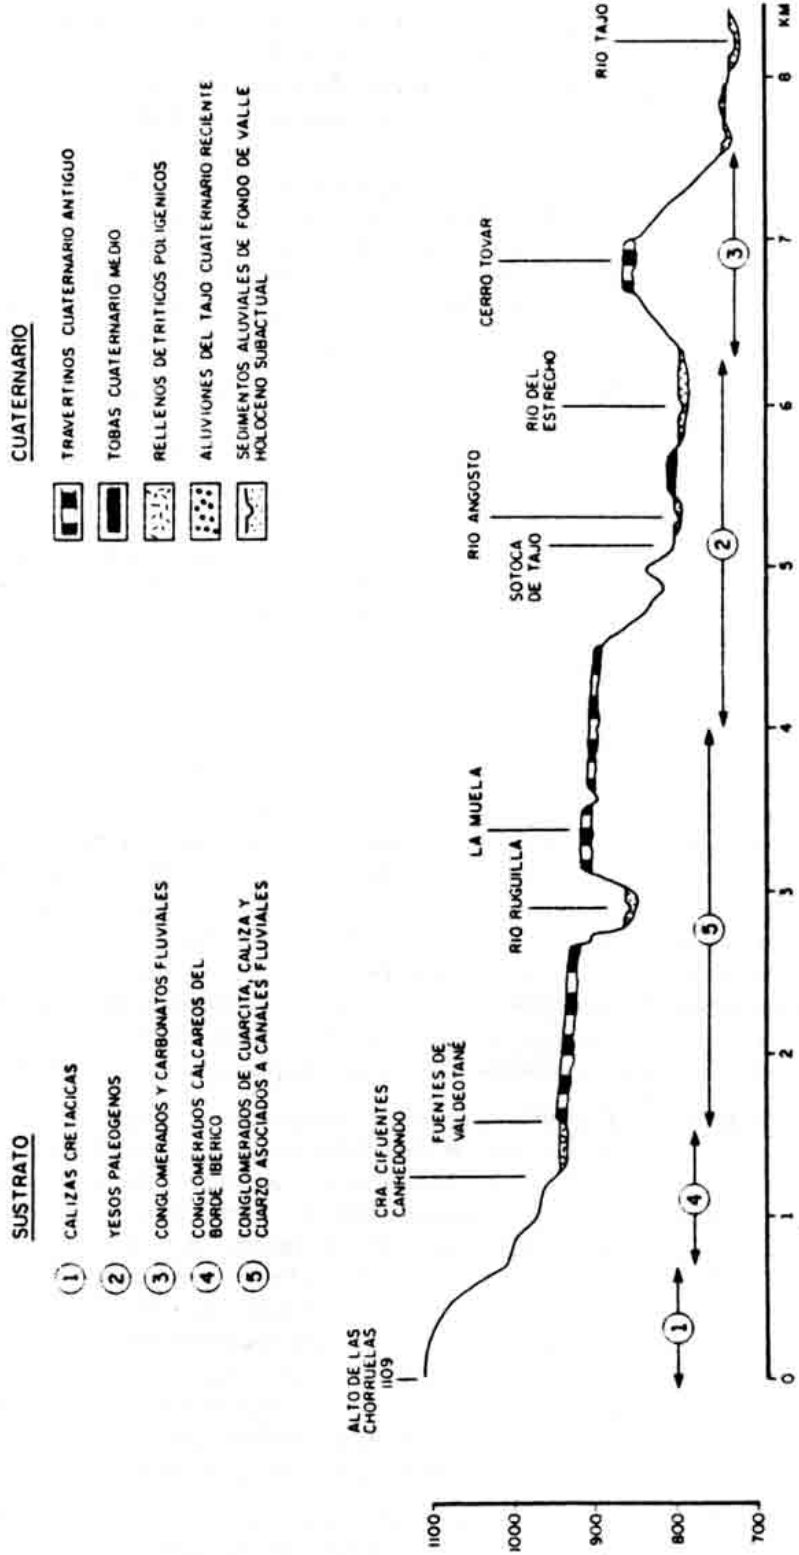 SUSTRATO
1 CALIZAS CRETACICAS
2 YESOS PALEOGENOS
3 CONGLOMERADOS Y CARBONATOS FLUVIALES
4 CONGLOMERADOS CALCAREOS DEL
BORDE IBERICO
5 CONGLOMERADOS DE CUARCITA, CALIZA Y
CUARZO ASOCIADOS A CANALES FLUVIALES
CUATERNARIO
TRAVERTINOS CUATERNARIO ANTIGUO
TOBAS CUATERNARIO MEDIO
RELLENOS DETRITICOS POLIGENICOS
ALUVIONES DEL TAJO CUATERNARIO RECIENTE
SEDIMENTOS ALUVIALES DE FONDO DE VALLE
HOLOCENO SUBACTUAL
ALTO DE LAS
CHORRUELAS
1109
CRA. CIFUENTES
CANREDONDO
FUENTES DE
VALDEOTANÉ
RIO RUGUILLA
LA MUELA
SOTOCA
DE TAJO
RIO ANGOSTO
RIO DEL
ESTRECHO
CERRO TOVAR
RIO TAJO
1100
1000
900
800
700
1
4
5
2
3
0 1 2 3 4 5 6 7 8 KM